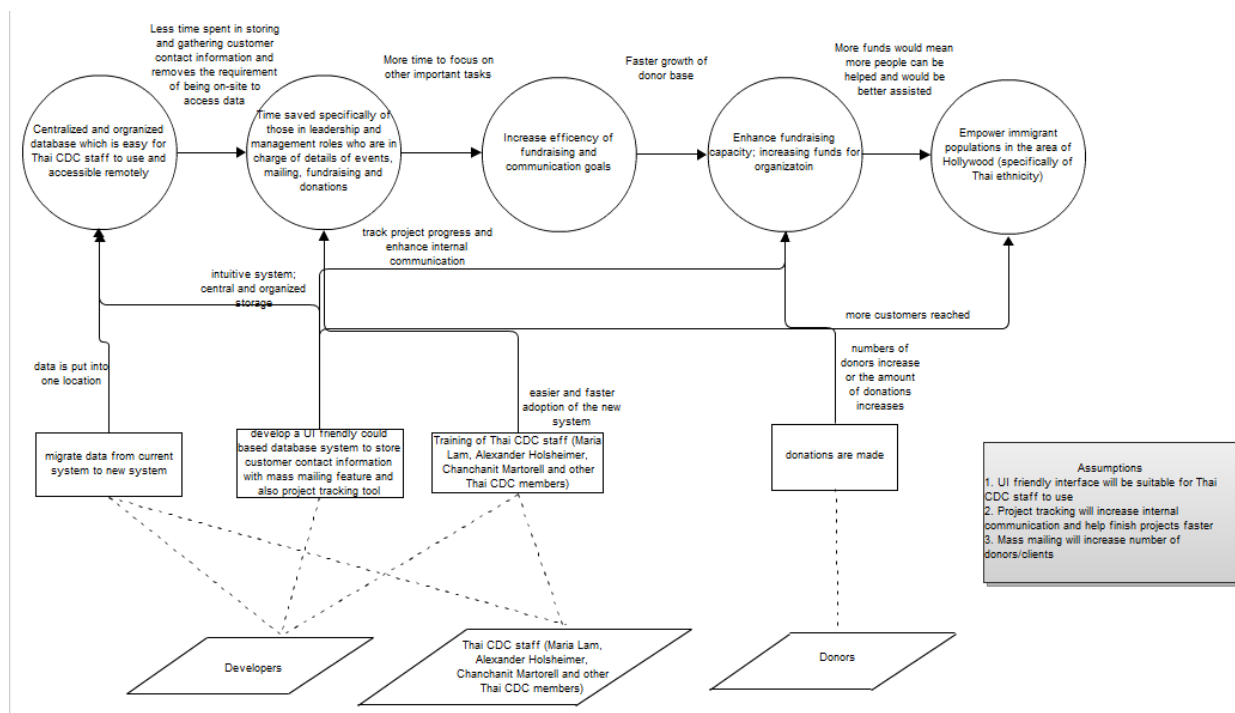 Less time spent in storing
and gathering customer
contact information and
removes the requirement
of being on-site to
access data
More time to focus on
other important tasks
Faster growth of
donor base
More funds would mean
more people can be
helped and would be
better assisted
Centralized and orgranized
database which is easy for
Thai CDC staff to use and
accessible remotely
Time saved specifically of
those in leadership and
management roles who are in
charge of details of events,
mailing, fundraising and
donations
Increase efficency of
fundraising and
communication goals
Enhance fundraising
capacity; increasing funds for
organizatoin
Empower immigrant
populations in the area of
Hollywood (specifically of
Thai ethnicity)
track project progress and
enhance internal
communication
intuitive system;
central and organized
storage
more customers reached
data is put into
one location
easier and faster
adoption of the new
system
numbers of
donors increase
or the amount
of donations
increases
migrate data from current
system to new system
develop a UI friendly could
based database system to store
customer contact information
with mass mailing feature and
also project tracking tool
Training of Thai CDC staff (Maria
Lam, Alexander Holsheimer,
Chanchanit Martorell and other
Thai CDC members)
donations are made
Assumptions
1. UI friendly interface will be suitable for Thai
CDC staff to use
2. Project tracking will increase internal
communication and help finish projects faster
3. Mass mailing will increase number of
donors/clients
Developers
Thai CDC staff (Maria Lam,
Alexander Holsheimer,
Chanchanit Martorell and other
Thai CDC members)
Donors